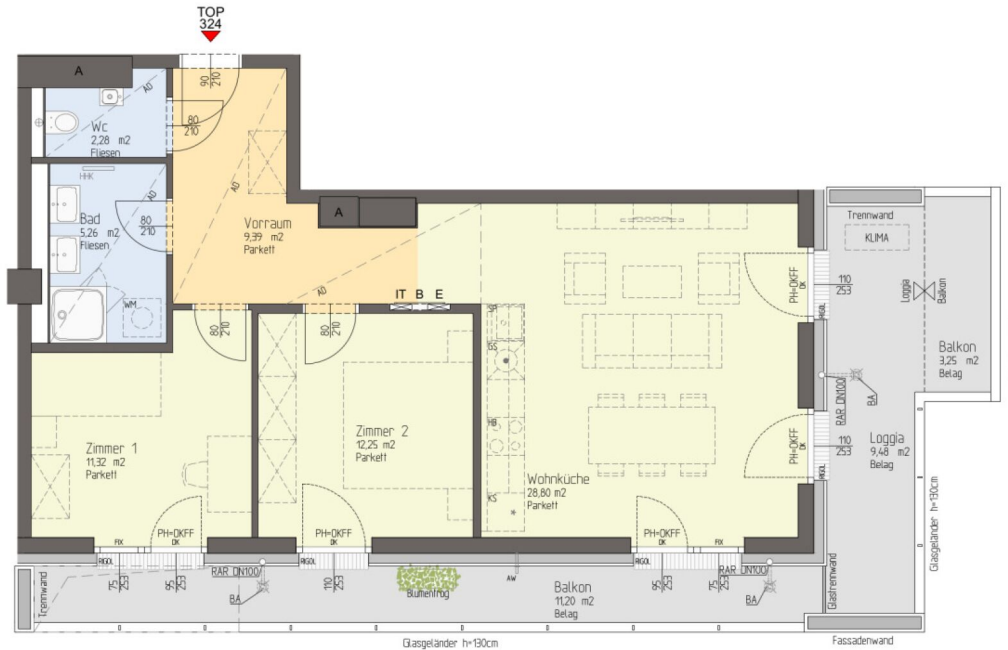 TOP
324
A
90
210
AD
Wc
2,28 m2
Fliesen
80
210
HHK
AD
Bad
5,26 m2
Fliesen
80
210
WM
AD
Vorraum
9,39 m2
Parkett
A
AD
IT B E
80
210
80
210
Zimmer 1
11,32 m2
Parkett
Zimmer 2
12,25 m2
Parkett
GS
HB
KS
Wohnküche
28,80 m2
Parkett
Trennwand
KLIMA
PH=OKFF
DK
110
253
RIGOL
Loggia
Balkon
Balkon
3,25 m2
Belag
RAR DN100
BA
PH=OKFF
DK
110
253
RIGOL
Loggia
9,48 m2
Belag
Glasgeländer h=130cm
PH=OKFF
FIX DK
PH=OKFF
DK
PH=OKFF
DK FIX
Trennwand
75
253
RIGOL
95
253
RAR DN100
BA
RIGOL
110
253
Blumentrog
AW
Balkon
11,20 m2
Belag
RIGOL
95
253
75
253
RAR DN100
BA
Glastrennwand
Glasgeländer h=130cm
Fassadenwand